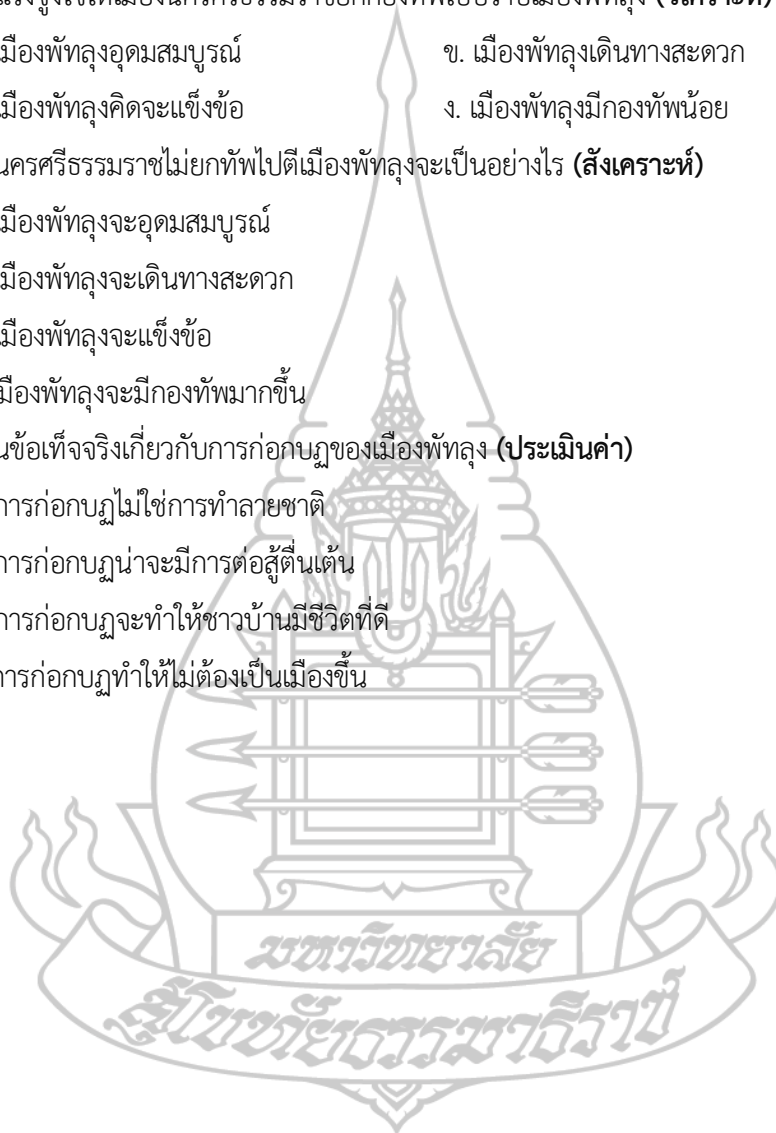 แรงจูงใจให้เมืองนครศรีธรรมราชยกกองทัพไปปราบเมืองพัทลุง (วิเคราะห์)
เมืองพัทลุงอุดมสมบูรณ์ ข. เมืองพัทลุงเดินทางสะดวก
เมืองพัทลุงคิดจะแข็งข้อ ง. เมืองพัทลุงมีกองทัพน้อย
นครศรีธรรมราชไม่ยกทัพไปตีเมืองพัทลุงจะเป็นอย่างไร (สังเคราะห์)
เมืองพัทลุงจะอุดมสมบูรณ์
เมืองพัทลุงจะเดินทางสะดวก
เมืองพัทลุงจะแข็งข้อ
เมืองพัทลุงจะมีกองทัพมากขึ้น
นข้อเท็จจริงเกี่ยวกับการก่อกบฏของเมืองพัทลุง (ประเมินค่า)
การก่อกบฏไม่ใช่การทำลายชาติ
การก่อกบฏน่าจะมีการต่อสู้ตื่นเต้น
การก่อกบฏจะทำให้ชาวบ้านมีชีวิตที่ดี
การก่อกบฏทำให้ไม่ต้องเป็นเมืองขึ้น
มหาวิทยาลัย
สุโขทัยธรรมาธิราช